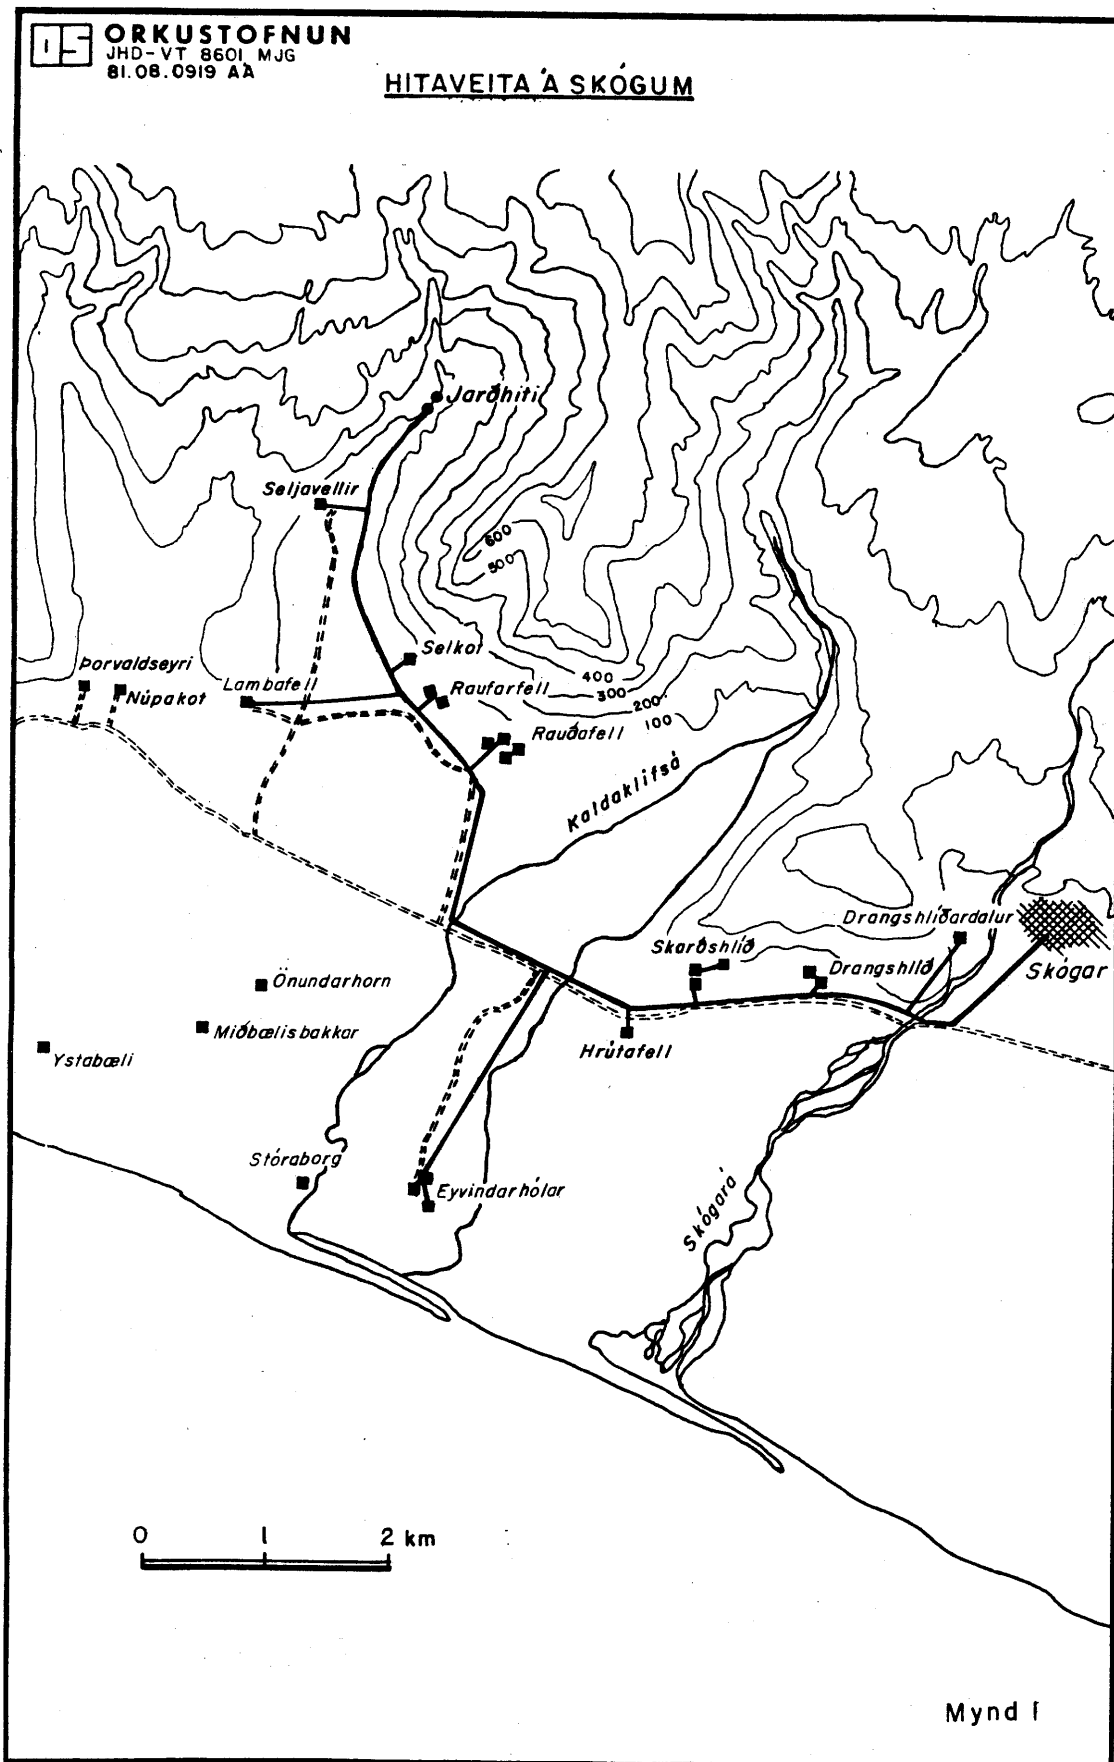 OS ORKUSTOFNUN
JHD-VT 8601 MJG
81.08.0919 AA
HITAVEITA Á SKÓGUM
Jarðhiti
Seljavellir
600
500
Selkot
400
300
200
100
Þorvaldseyri
Núpakot
Lambafell
Raufarfell
Rauðafell
Kaldaklifsá
Drangshlíðardalur
Skarðshlíð
Drangshlíð
Skógar
Önundarhorn
Miðbælisbakkar
Ystabæli
Hrútafell
Stóraborg
Eyvindarhólar
Skógará
0 1 2 km
Mynd 1